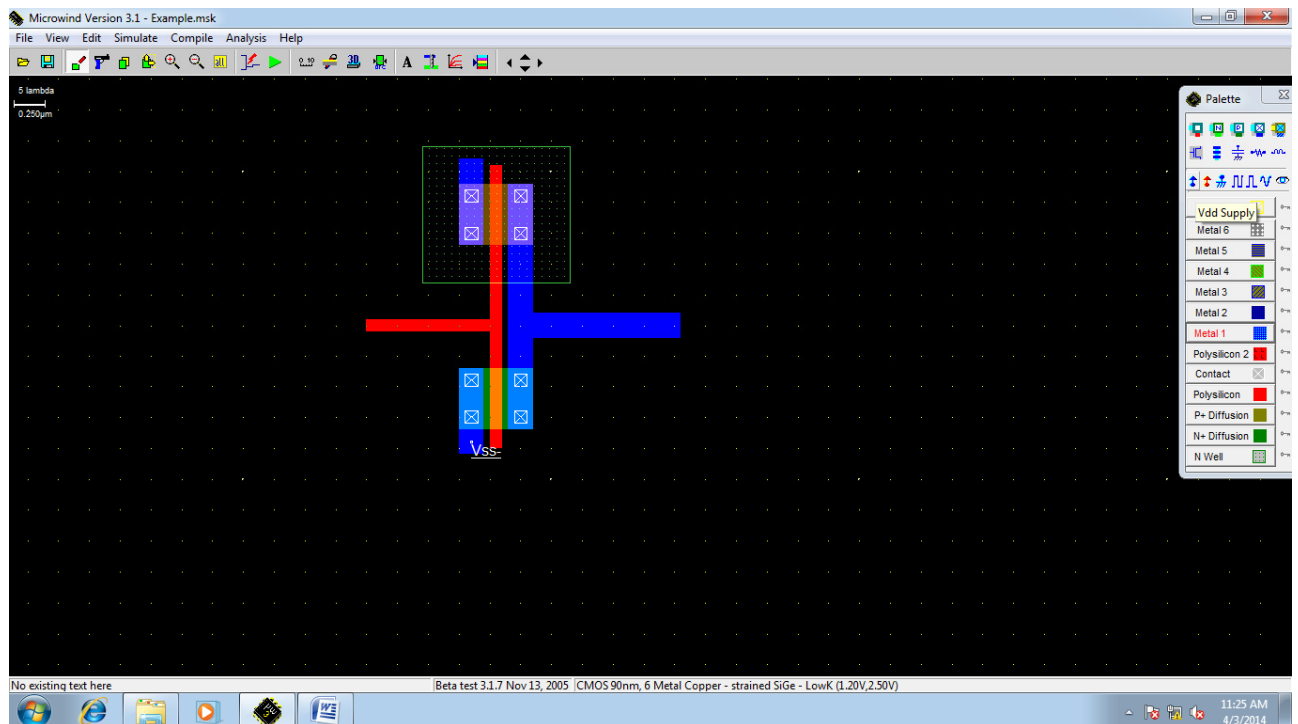 Microwind Version 3.1 - Example.msk
File View Edit Simulate Compile Analysis Help
A
5 lambda
0.250µm
Palette
Vdd Supply
Metal 6
Metal 5
Metal 4
Metal 3
Metal 2
Metal 1
Polysilicon 2
Contact
Polysilicon
P+ Diffusion
N+ Diffusion
N Well
Vss-
No existing text here
Beta test 3.1.7 Nov 13, 2005
CMOS 90nm, 6 Metal Copper - strained SiGe - LowK (1.20V,2.50V)
11:25 AM
4/3/2014